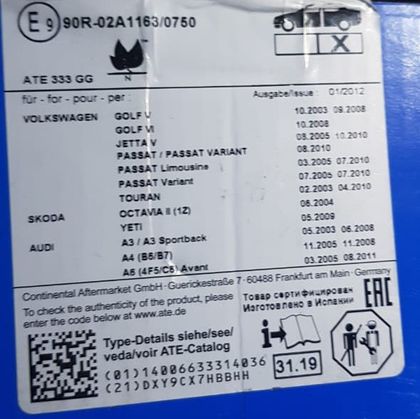 E 9 90R-02A1163/0750
X
N
ATE 333 GG
für - for - pour - per : Ausgabe/Issue : 01/2012
VOLKSWAGEN GOLF V 10.2003 09.2008
GOLF VI 10.2008
JETTA V 08.2005 10.2010
PASSAT / PASSAT VARIANT 08.2010
PASSAT Limousine 03.2005 07.2010
PASSAT Variant 07.2005 07.2010
TOURAN 02.2003 04.2010
SKODA OCTAVIA II (1Z) 06.2004
YETI 05.2009
AUDI A3 / A3 Sportback 05.2003 06.2008
A4 (B6/B7) 11.2005 11.2008
A6 (4F5/C6) Avant 03.2005 08.2011
Continental Aftermarket GmbH · Guerickestraße 7 · 60488 Frankfurt am Main · Germany
To check the authenticity of the product, please
enter the code below at www.ate.de
Товар сертифицирован
Изготовлено в Испании
EAC
Type-Details siehe/see/
veda/voir ATE-Catalog
(01)14006633314036
(21)DXY9CX7HBBHH
i
31.19